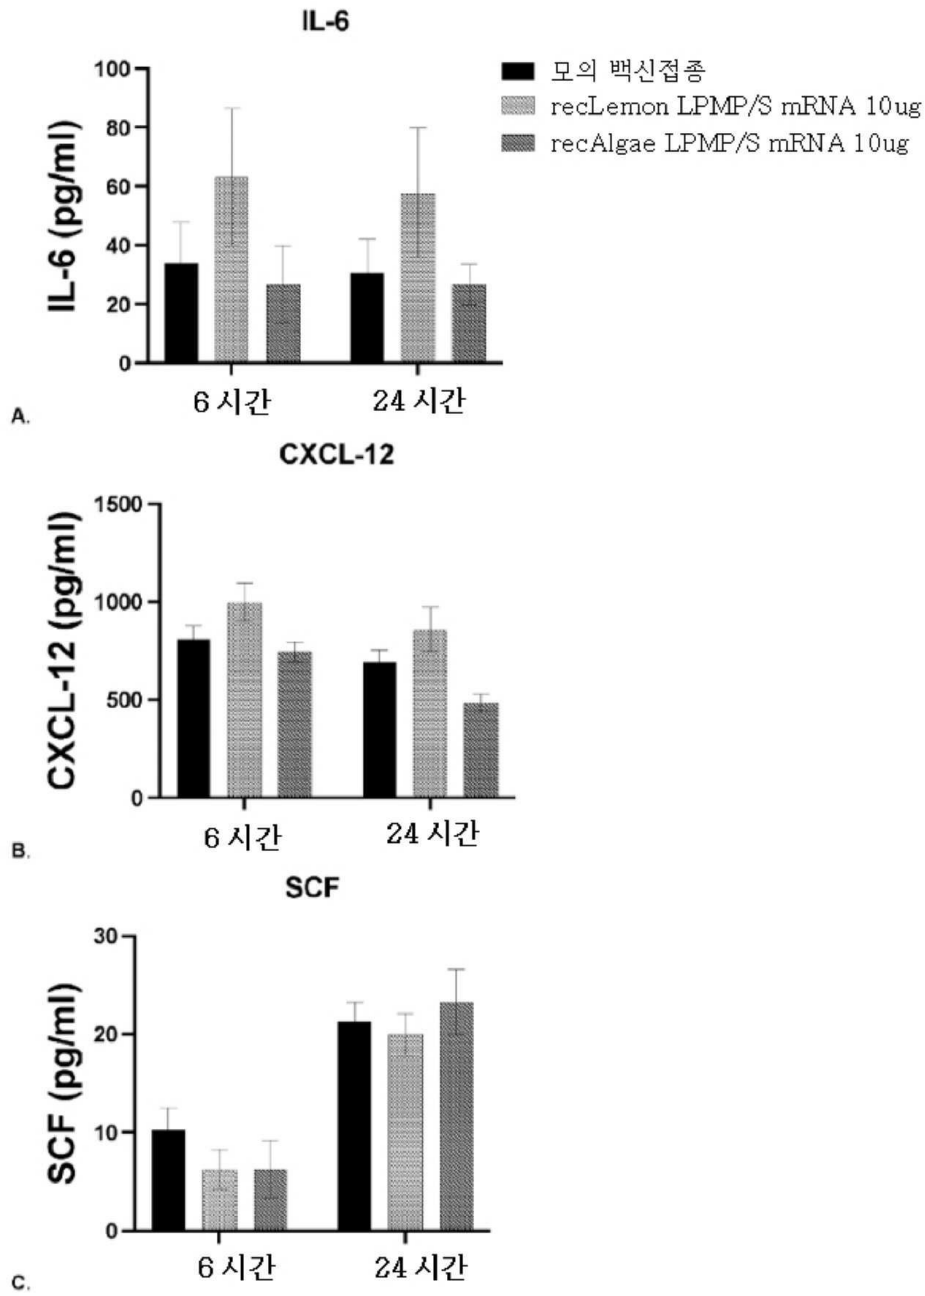 IL-6
100
80
60
40
20
0
IL-6 (pg/ml)
모의 백신접종
recLemon LPMP/S mRNA 10ug
recAlgae LPMP/S mRNA 10ug
6 시간
24 시간
A.
CXCL-12
1500
1000
500
0
CXCL-12 (pg/ml)
6 시간
24 시간
B.
SCF
30
20
10
0
SCF (pg/ml)
6 시간
24 시간
C.